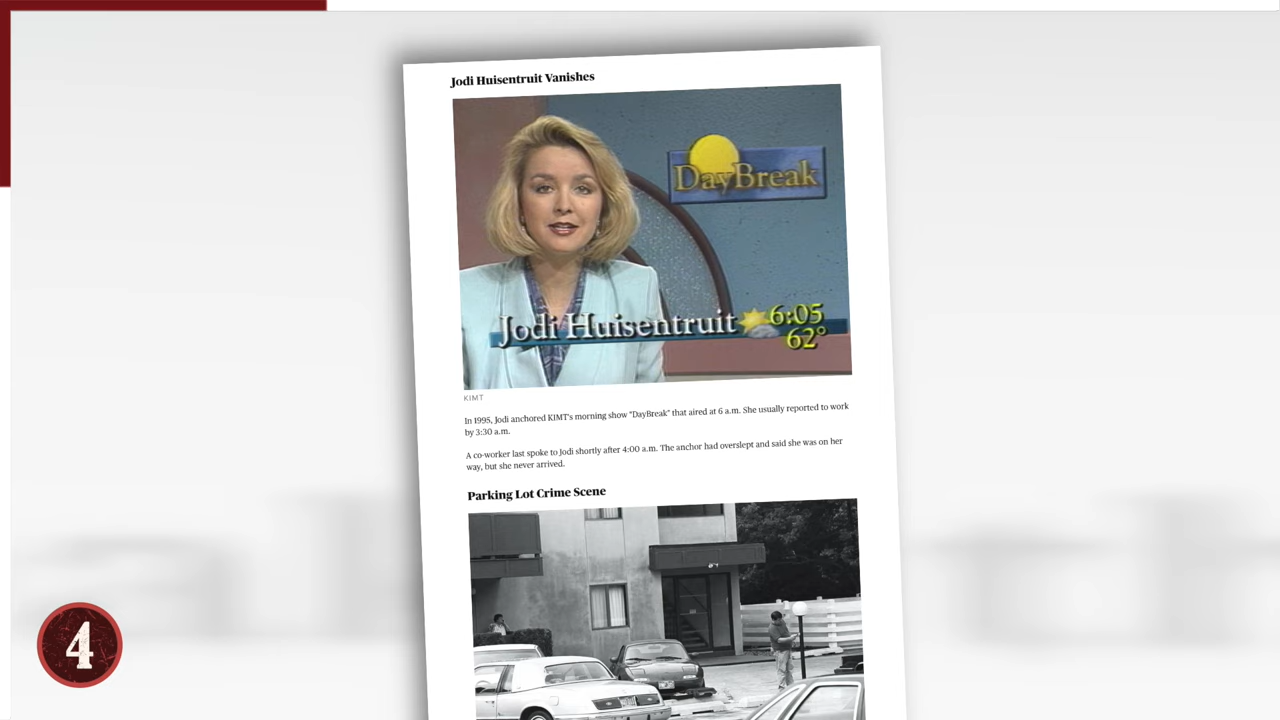 Jodi Huisentruit Vanishes
DayBreak
Jodi Huisentruit
6:05
62°
KIMT
In 1995, Jodi anchored KIMT's morning show "DayBreak" that aired at 6 a.m. She usually reported to work
by 3:30 a.m.
A co-worker last spoke to Jodi shortly after 4:00 a.m. The anchor had overslept and said she was on her
way, but she never arrived.
Parking Lot Crime Scene
4